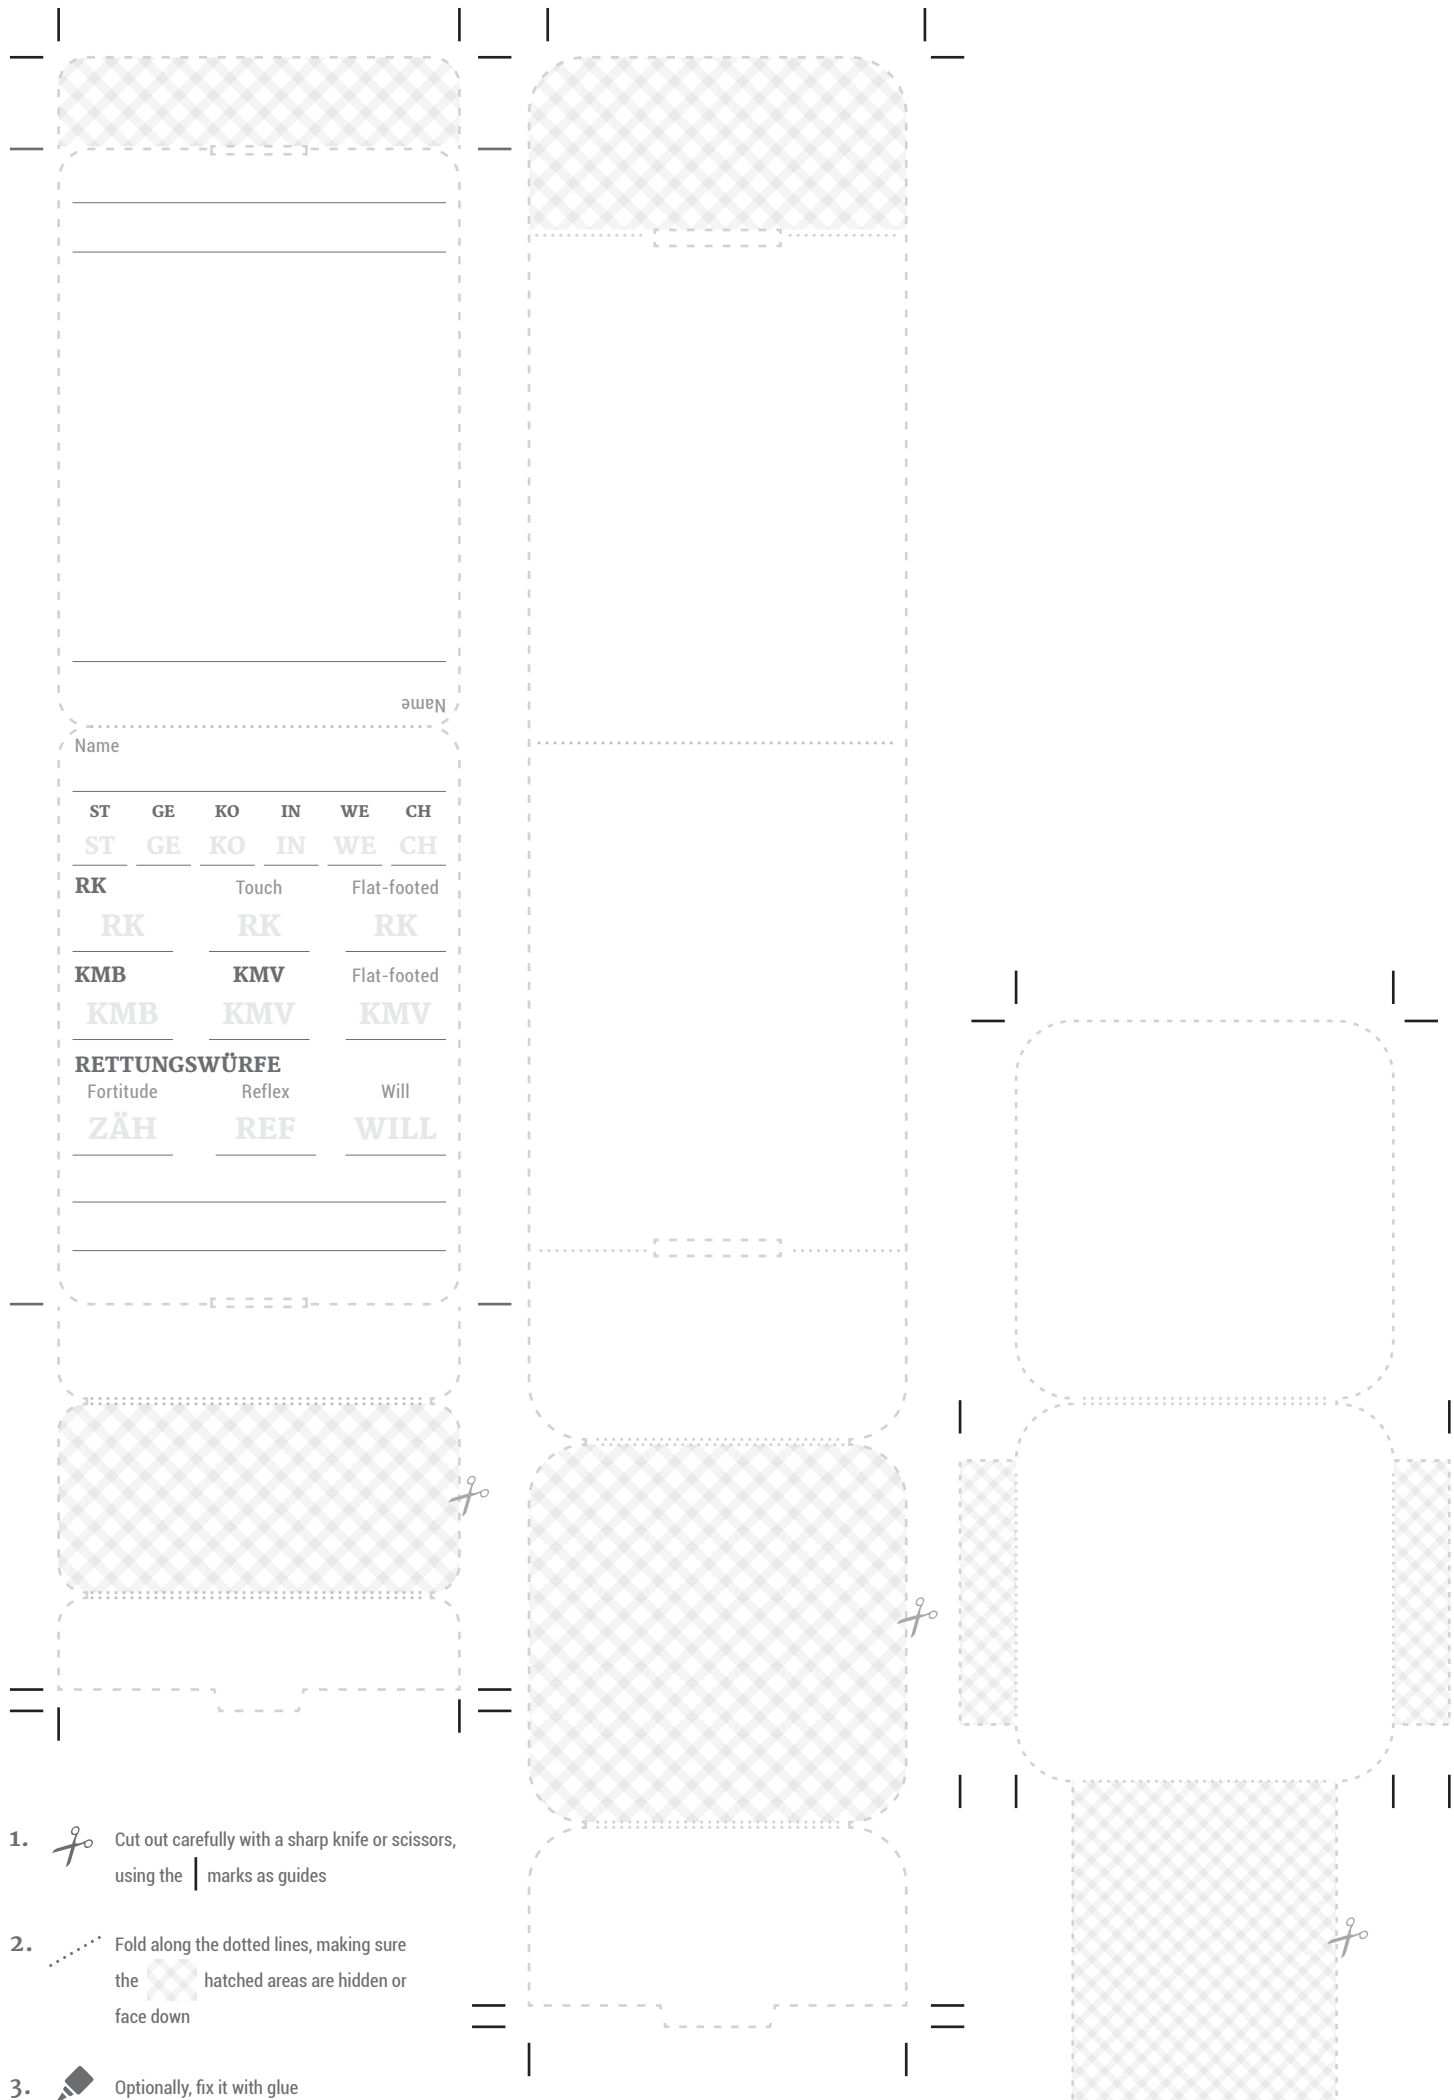 Name
Name
ST GE KO IN WE CH
ST GE KO IN WE CH
RK Touch Flat-footed
RK RK RK
KMB KMV Flat-footed
KMB KMV KMV
RETTUNGSWÜRFE
Fortitude Reflex Will
ZÄH REF WILL
1. Cut out carefully with a sharp knife or scissors,
using the marks as guides
2. Fold along the dotted lines, making sure
the hatched areas are hidden or
face down
3. Optionally, fix it with glue